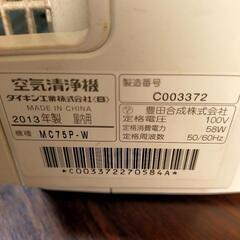 空気清浄機
ダイキン工業株式会社(日)
MADE IN CHINA
2013年製
機種 MC75P-W
製造番号
C003372
豊田合成株式会社
定格電圧 100V
定格消費電力 58W
定格周波数 50/60Hz
*C003372270584A*